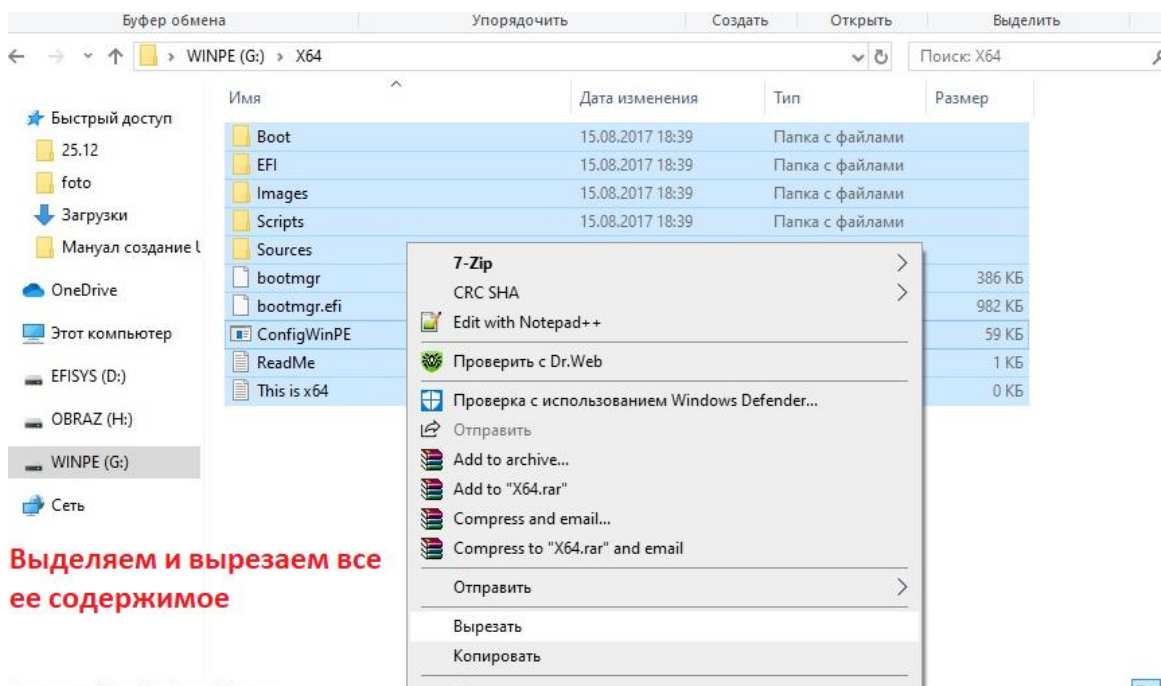 Буфер обмена Упорядочить Создать Открыть Выделить
WINPE (G:) › X64 Поиск: X64
Имя Дата изменения Тип Размер
Быстрый доступ
25.12
foto
Загрузки
Мануал создание
OneDrive
Этот компьютер
EFISYS (D:)
OBRAZ (H:)
WINPE (G:)
Сеть
Boot 15.08.2017 18:39 Папка с файлами
EFI 15.08.2017 18:39 Папка с файлами
Images 15.08.2017 18:39 Папка с файлами
Scripts 15.08.2017 18:39 Папка с файлами
Sources
bootmgr 386 КБ
bootmgr.efi 982 КБ
ConfigWinPE 59 КБ
ReadMe 1 КБ
This is x64 0 КБ
7-Zip
CRC SHA
Edit with Notepad++
Проверить с Dr.Web
Проверка с использованием Windows Defender...
Отправить
Add to archive...
Add to "X64.rar"
Compress and email...
Compress to "X64.rar" and email
Отправить
Вырезать
Копировать
Выделяем и вырезаем все
ее содержимое